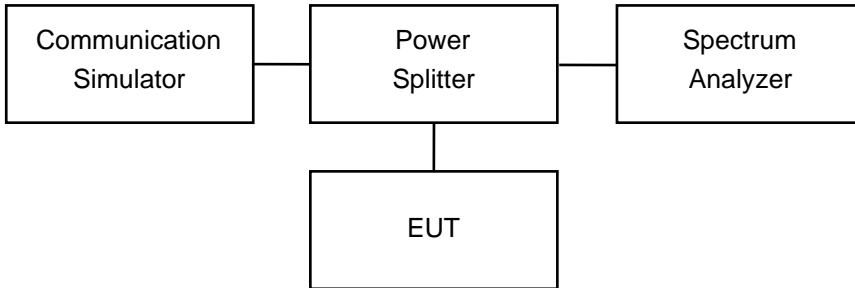 Communication
Simulator
Power
Splitter
Spectrum
Analyzer
EUT